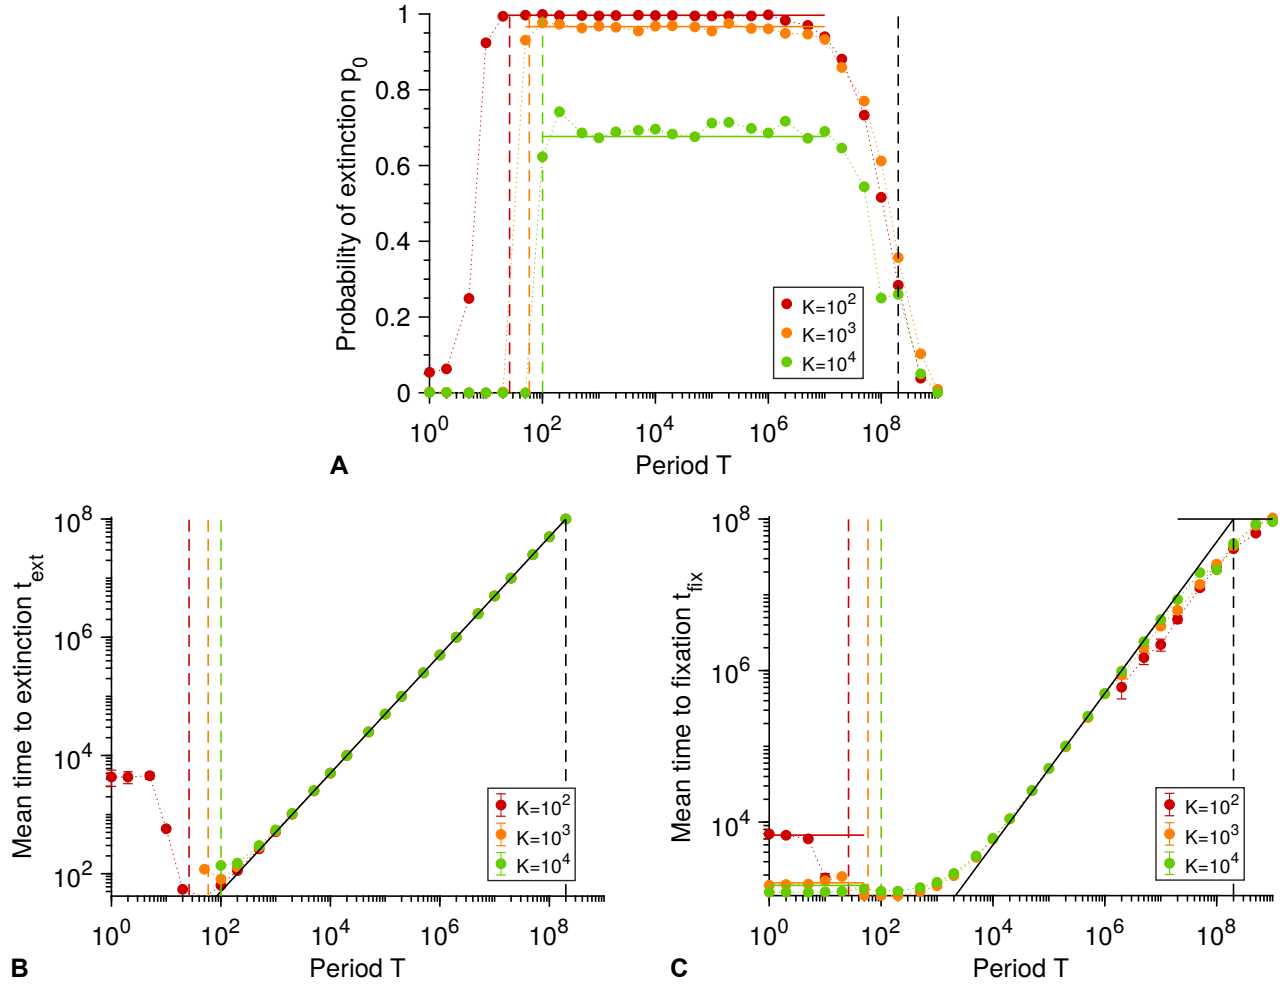 Probability of extinction p0
1
0.8
0.6
0.4
0.2
0
K=10^2
K=10^3
K=10^4
10^0 10^2 10^4 10^6 10^8
Period T
A
Mean time to extinction t_ext
10^8
10^6
10^4
10^2
K=10^2
K=10^3
K=10^4
10^0 10^2 10^4 10^6 10^8
Period T
B
Mean time to fixation t_fix
10^8
10^6
10^4
K=10^2
K=10^3
K=10^4
10^0 10^2 10^4 10^6 10^8
Period T
C